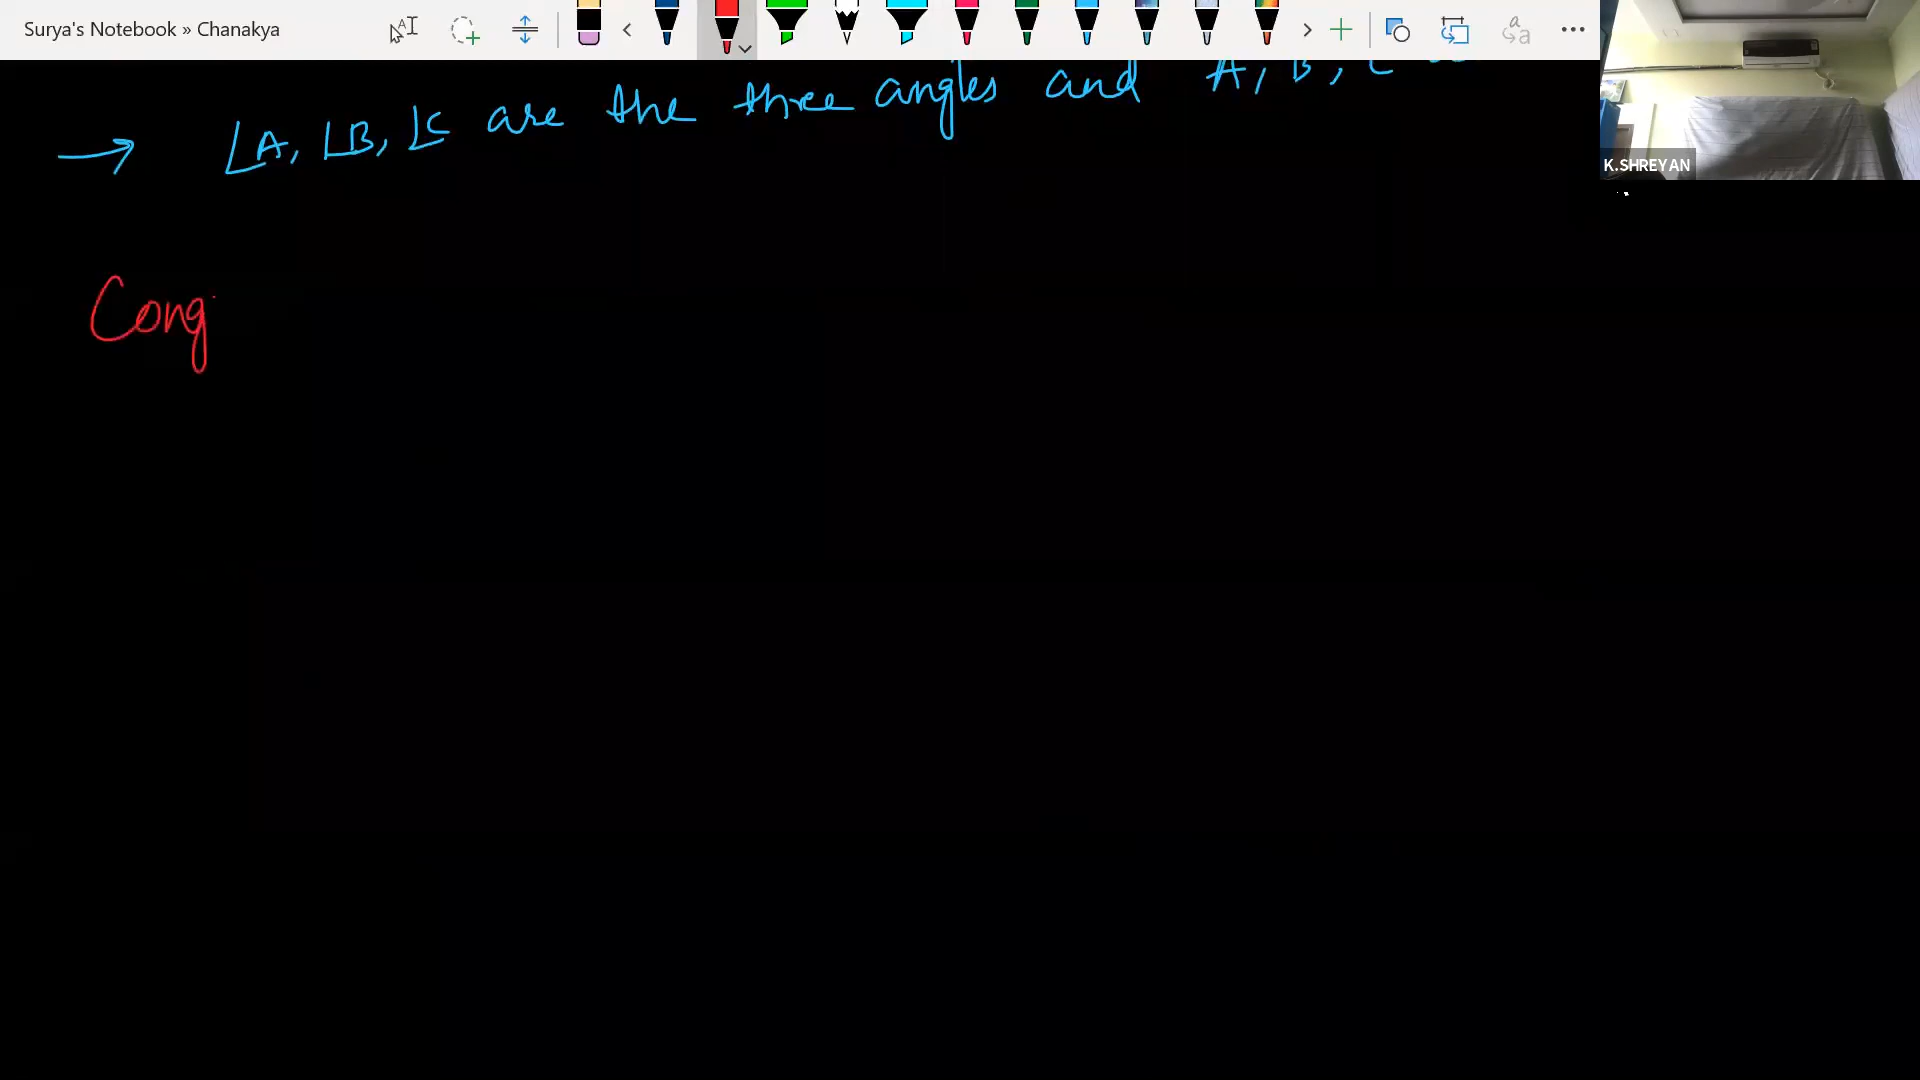 Surya's Notebook » Chanakya
→ ∠A, ∠B, ∠C are the three angles and A, B, C
K.SHREYAN
Cong